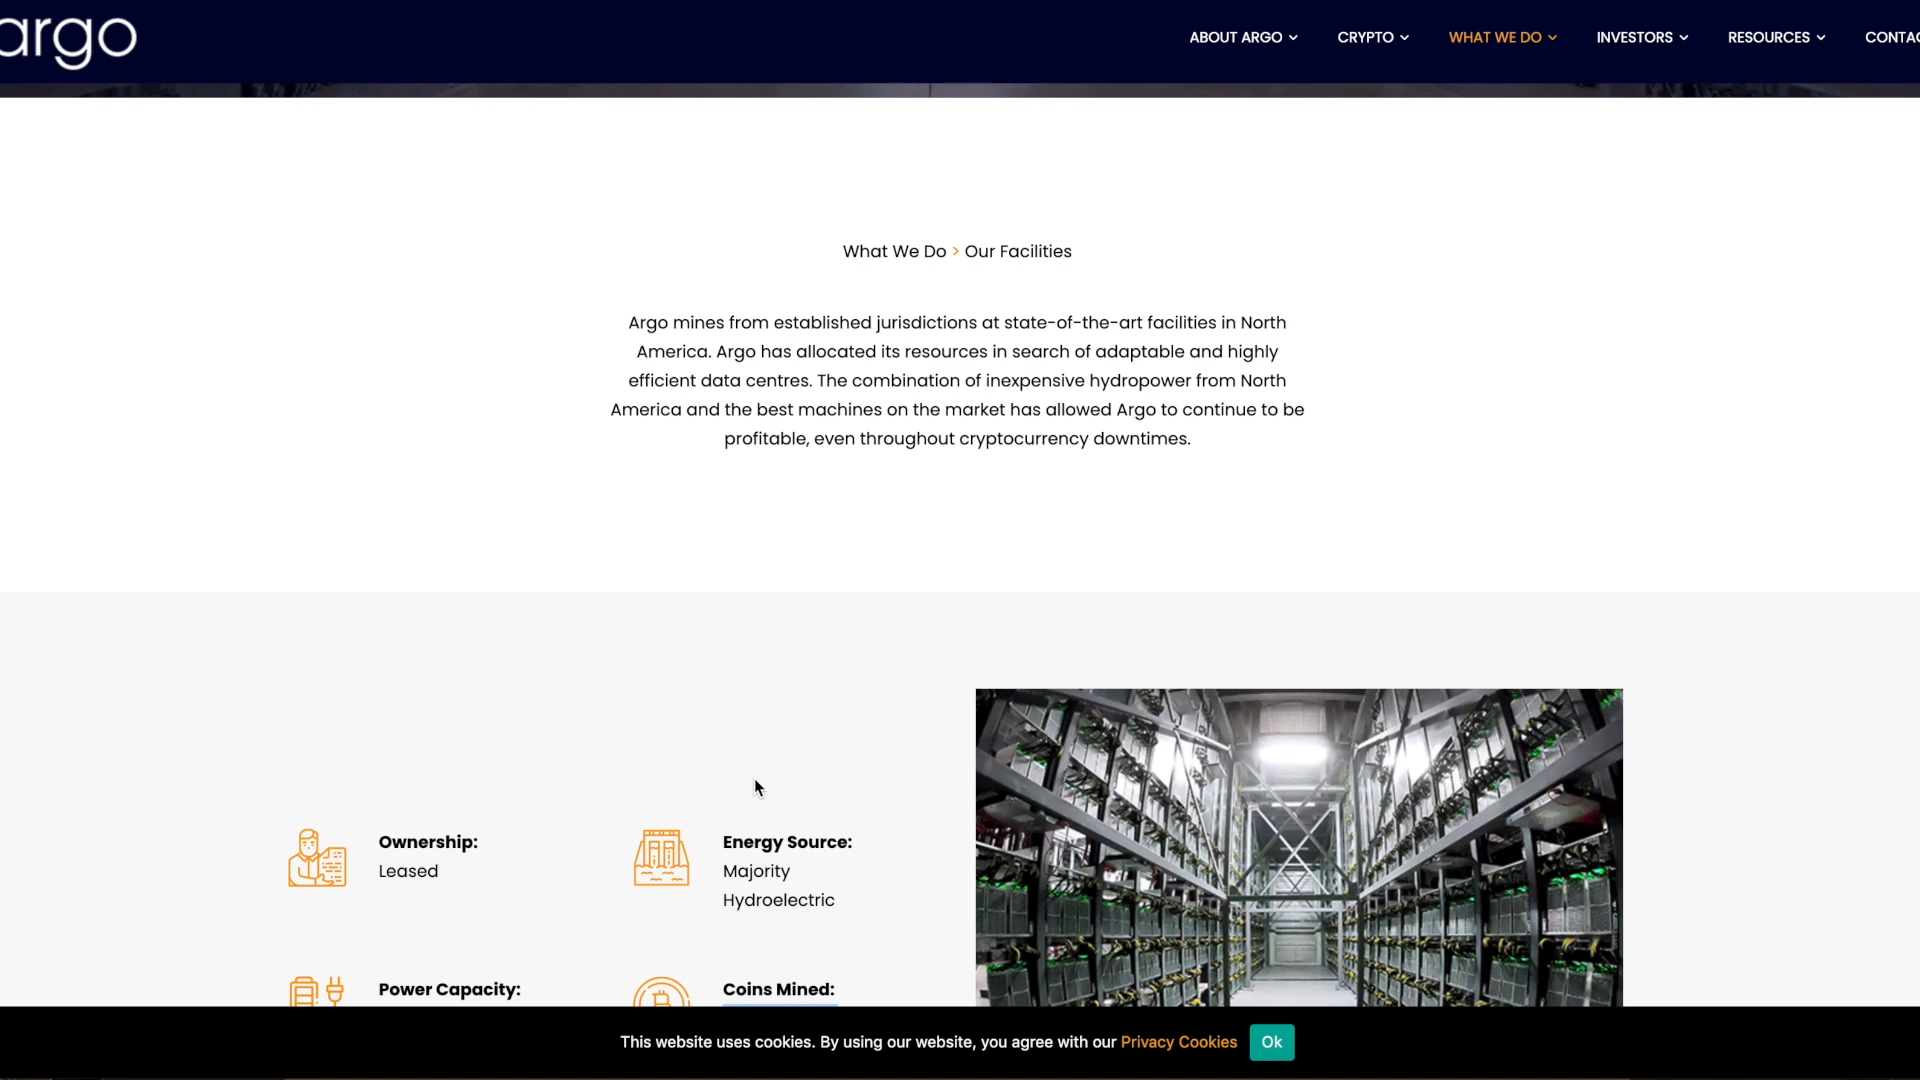 argo
ABOUT ARGO
CRYPTO
WHAT WE DO
INVESTORS
RESOURCES
What We Do > Our Facilities
Argo mines from established jurisdictions at state-of-the-art facilities in North
America. Argo has allocated its resources in search of adaptable and highly
efficient data centres. The combination of inexpensive hydropower from North
America and the best machines on the market has allowed Argo to continue to be
profitable, even throughout cryptocurrency downtimes.
Ownership:
Leased
Energy Source:
Majority
Hydroelectric
Power Capacity:
Coins Mined:
This website uses cookies. By using our website, you agree with our Privacy Cookies
Ok